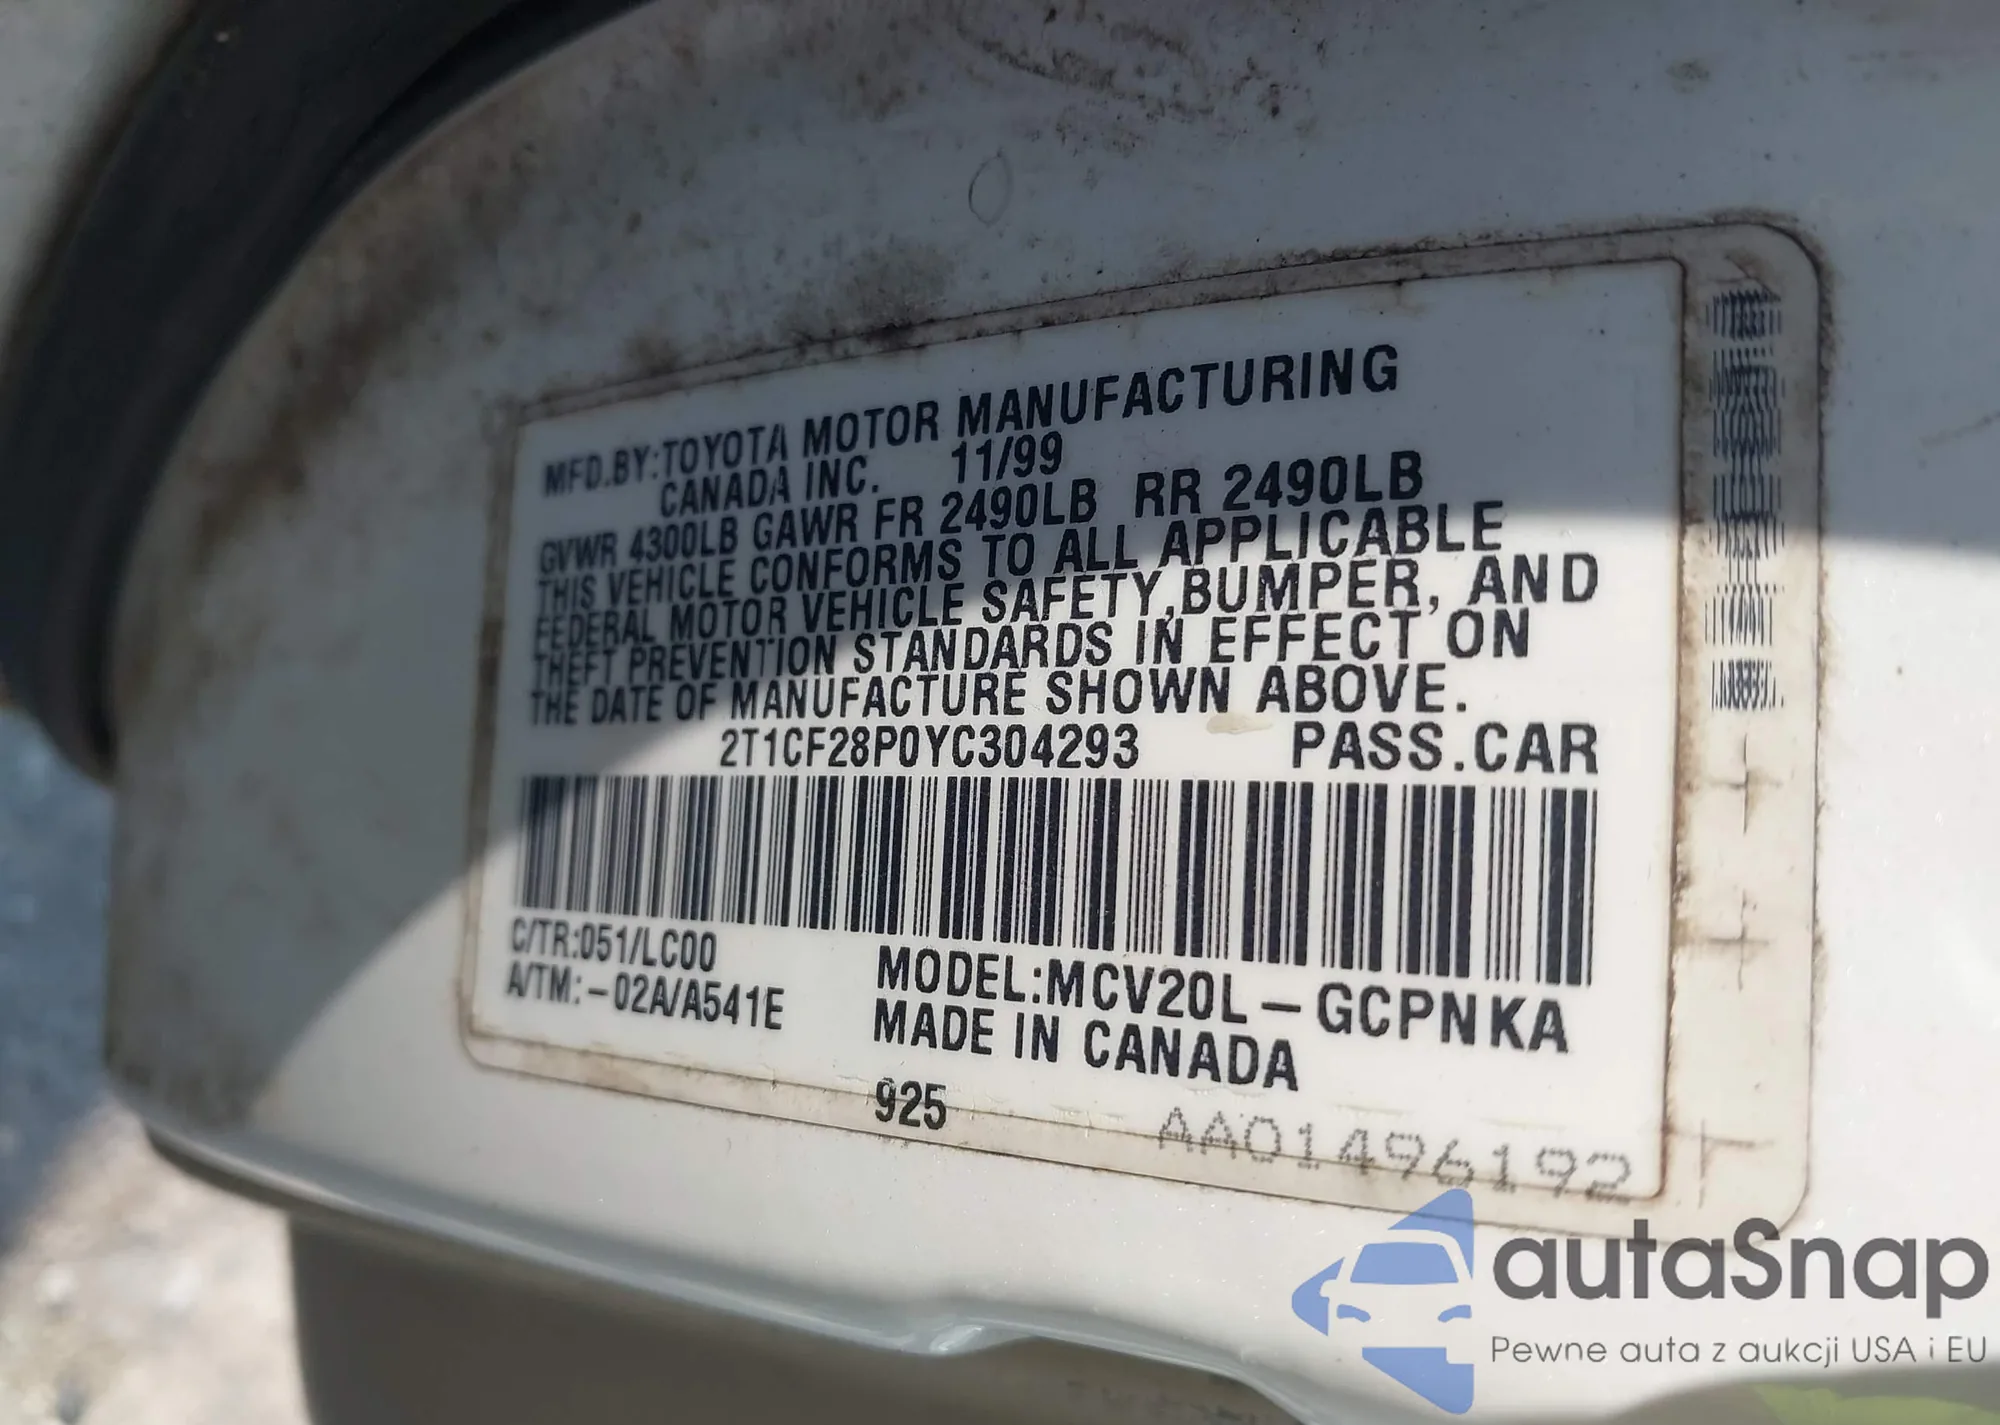 MFD.BY:TOYOTA MOTOR MANUFACTURING
CANADA INC. 11/99
GVWR 4300LB GAWR FR 2490LB RR 2490LB
THIS VEHICLE CONFORMS TO ALL APPLICABLE
FEDERAL MOTOR VEHICLE SAFETY,BUMPER, AND
THEFT PREVENTION STANDARDS IN EFFECT ON
THE DATE OF MANUFACTURE SHOWN ABOVE.
2T1CF28P0YC304293 PASS.CAR
C/TR:051/LC00
A/TM:-02A/A541E
MODEL:MCV20L-GCPNKA
MADE IN CANADA
925
AA01496192
autaSnap
Pewne auta z aukcji USA i EU